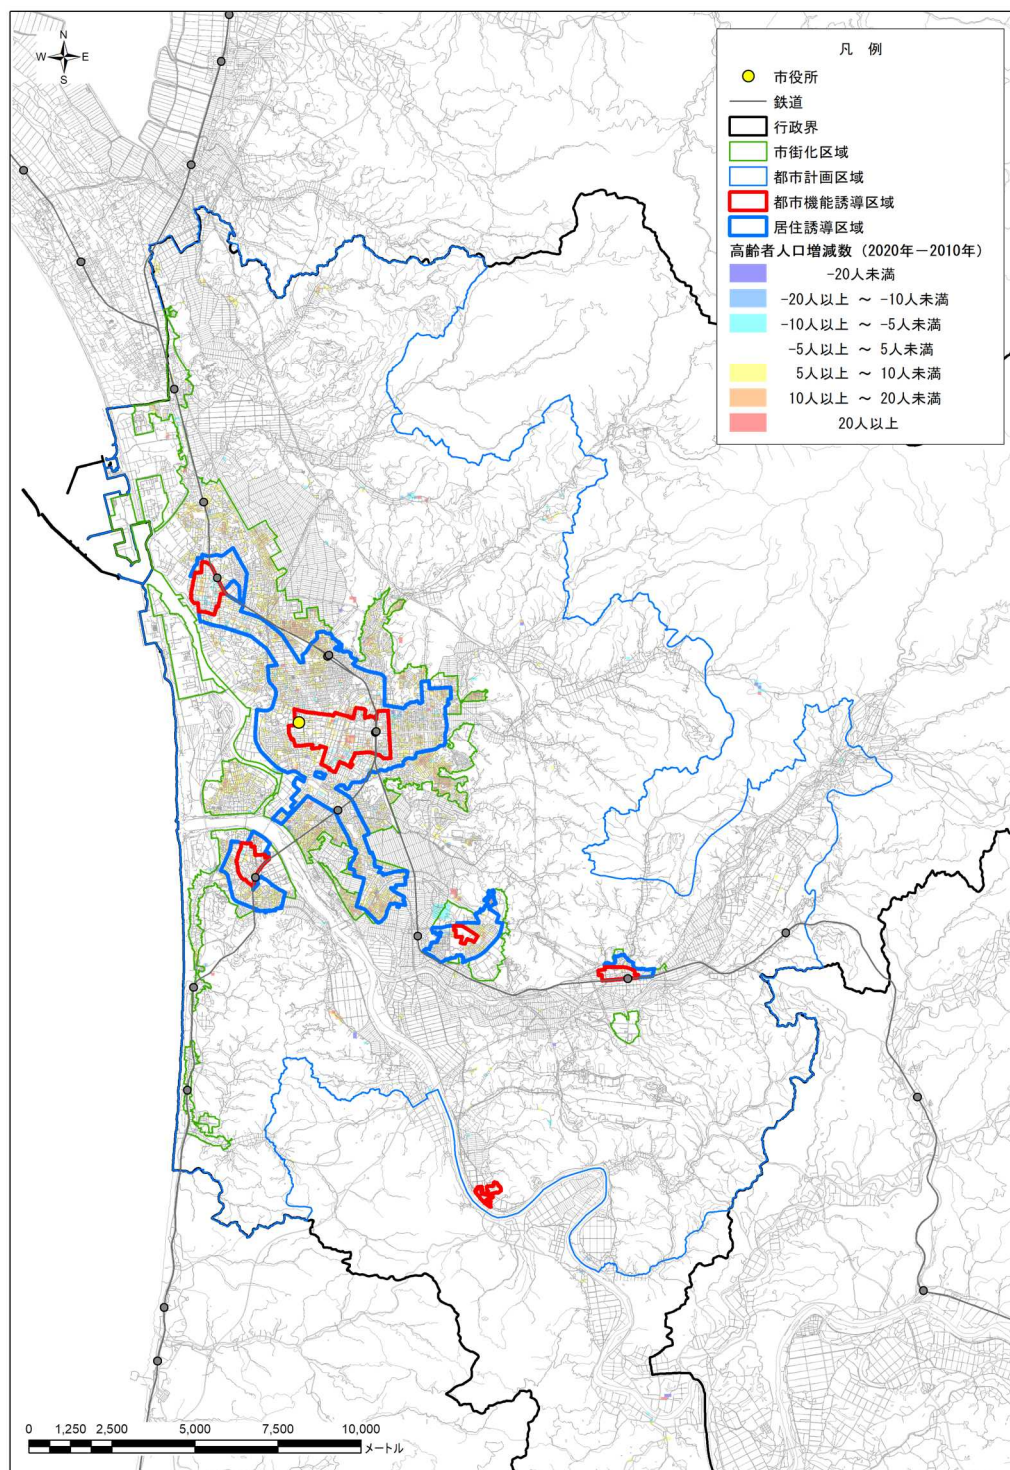 N
W E
S
凡 例
市役所
鉄道
行政界
市街化区域
都市計画区域
都市機能誘導区域
居住誘導区域
高齢者人口増減数（2020年－2010年）
-20人未満
-20人以上 ～ -10人未満
-10人以上 ～ -5人未満
-5人以上 ～ 5人未満
5人以上 ～ 10人未満
10人以上 ～ 20人未満
20人以上
0 1,250 2,500 5,000 7,500 10,000
メートル